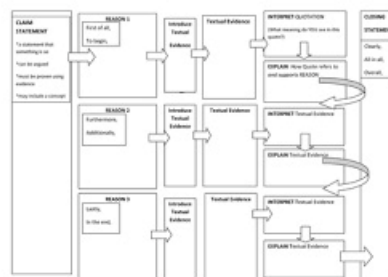 CLAIM
STATEMENT
*a statement that
something is so
*can be argued
*must be proven using
evidence
*may include a concept
REASON 1
First of all,
To begin,
Introduce
Textual
Evidence
Textual Evidence
INTERPRET QUOTATION
(What meaning do YOU see in the
quote?)
EXPLAIN How Quote refers to
and supports REASON
CLOSING
STATEME
Clearly,
All in all,
Overall,
REASON 2
Furthermore,
Additionally,
Introduce
Textual
Evidence
Textual Evidence
INTERPRET Textual Evidence
EXPLAIN Textual Evidence
REASON 3
Lastly,
In the end,
Introduce
Textual
Evidence
Textual Evidence
INTERPRET Textual Evidence
EXPLAIN Textual Evidence